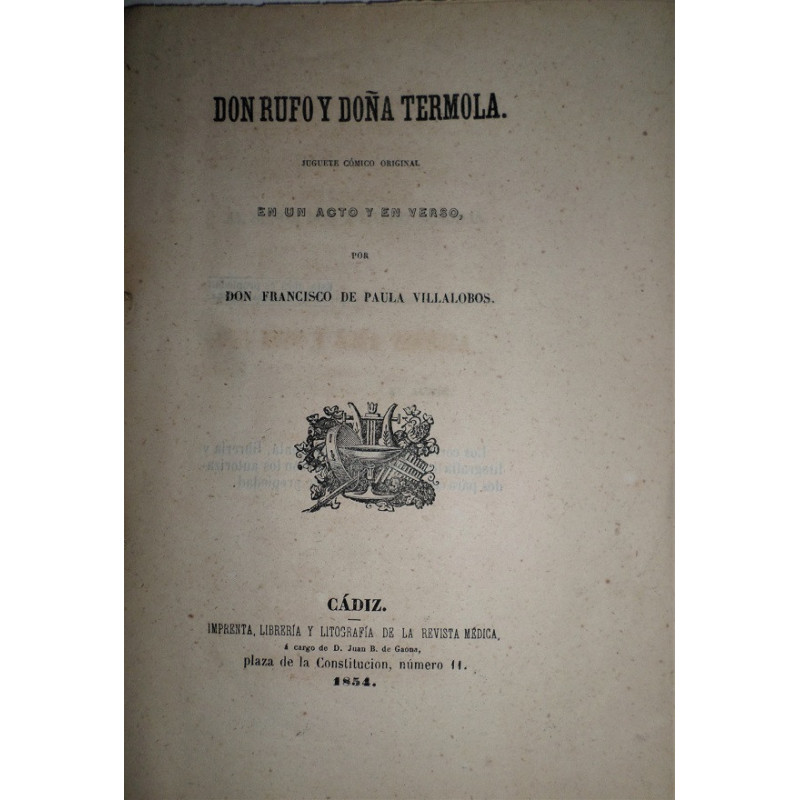 DON RUFO Y DOÑA TERMOLA.
JUGUETE CÓMICO ORIGINAL
EN UN ACTO Y EN VERSO,
POR
DON FRANCISCO DE PAULA VILLALOBOS.
CÁDIZ.
IMPRENTA, LIBRERÍA Y LITOGRAFÍA DE LA REVISTA MÉDICA,
á cargo de D. Juan B. de Gaona,
plaza de la Constitucion, número 11.
1854.